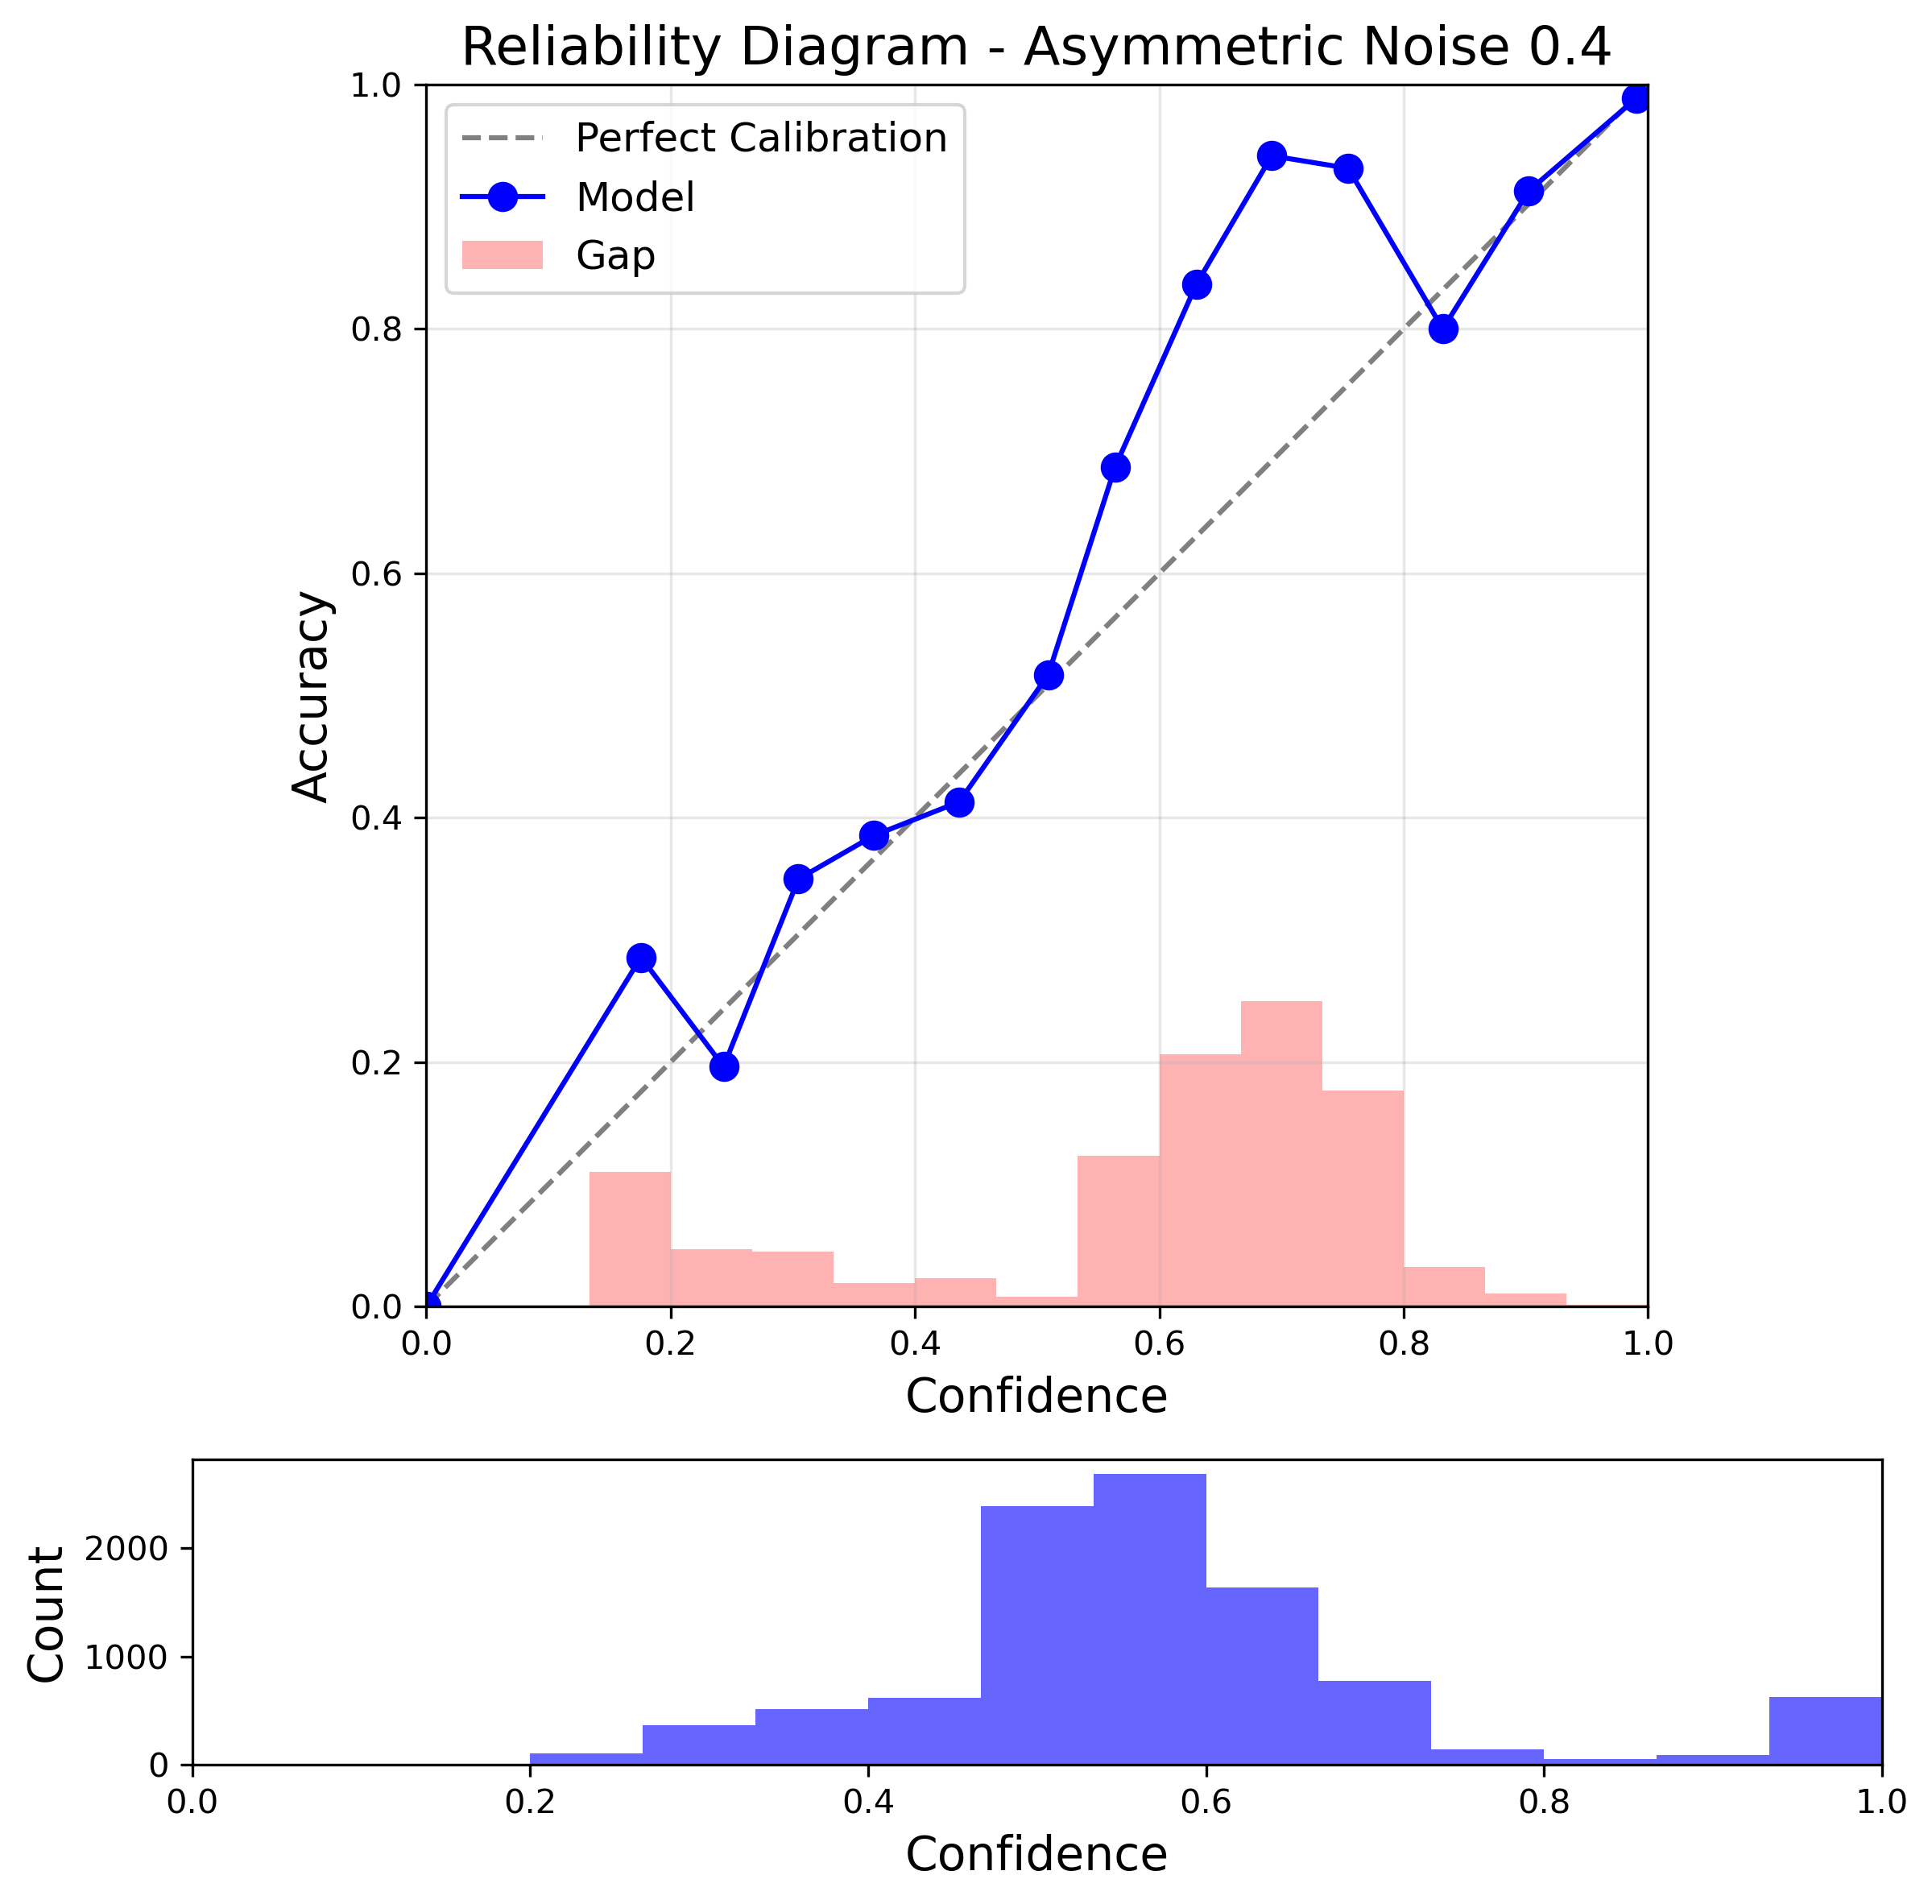 Reliability Diagram - Asymmetric Noise 0.4
Perfect Calibration
Model
Gap
1.0
0.8
0.6
0.4
0.2
0.0
Accuracy
0.0 0.2 0.4 0.6 0.8 1.0
Confidence
2000
1000
0
Count
0.0 0.2 0.4 0.6 0.8 1.0
Confidence